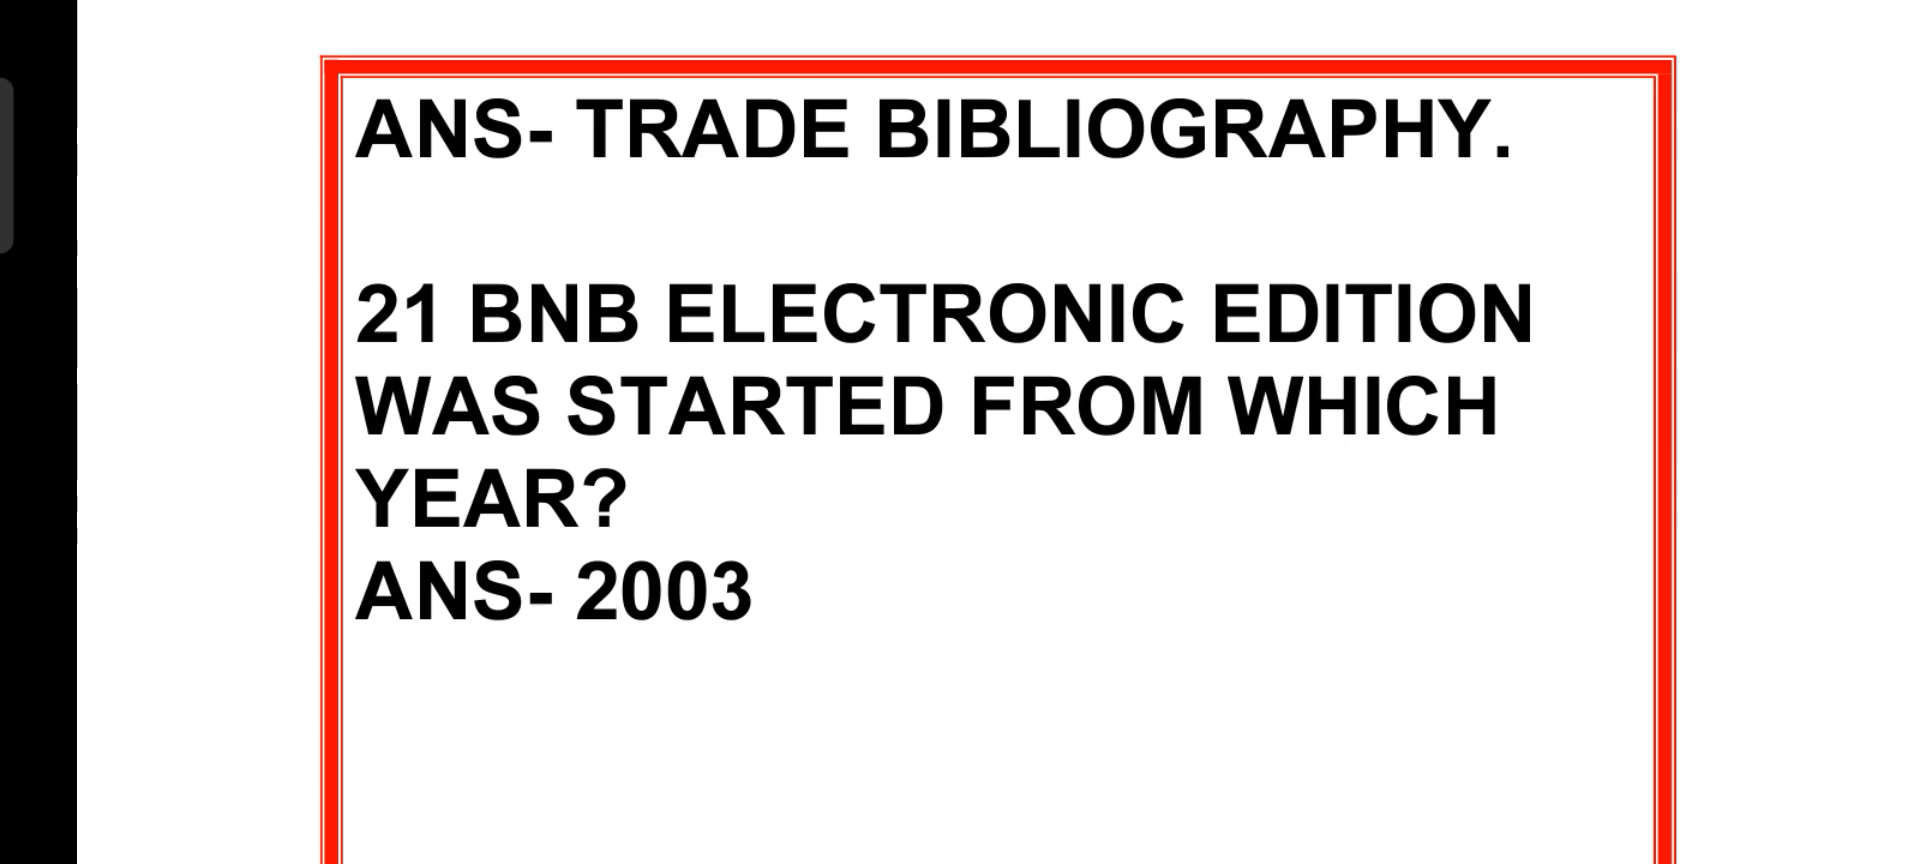 ANS- TRADE BIBLIOGRAPHY.
21 BNB ELECTRONIC EDITION
WAS STARTED FROM WHICH
YEAR?
ANS- 2003